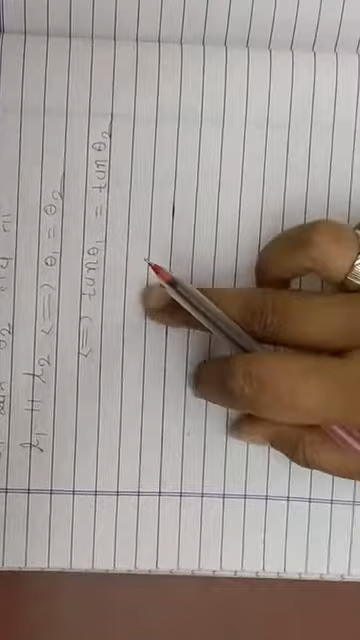 l₁ || l₂ <=> θ₁ = θ₂
<=> tanθ₁ = tanθ₂